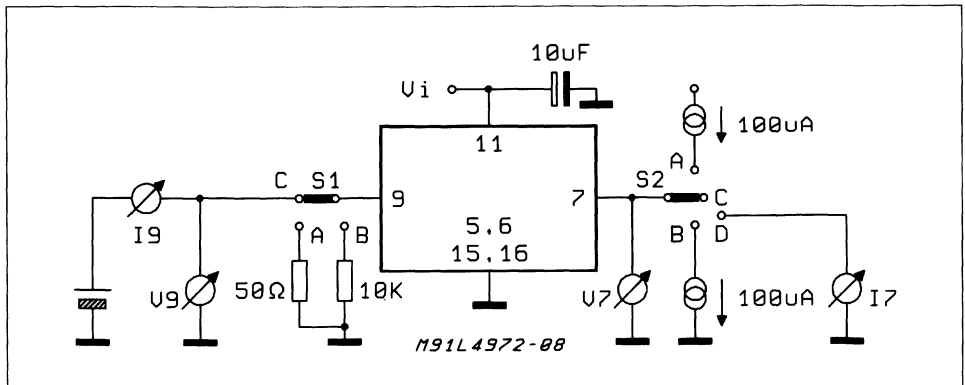 10uF
Vi
100uA
11
A
C S1
S2
C
9
7
I9
A
B
5,6
15,16
B
D
V9
50Ω
10K
V7
100uA
I7
M91L4972-08